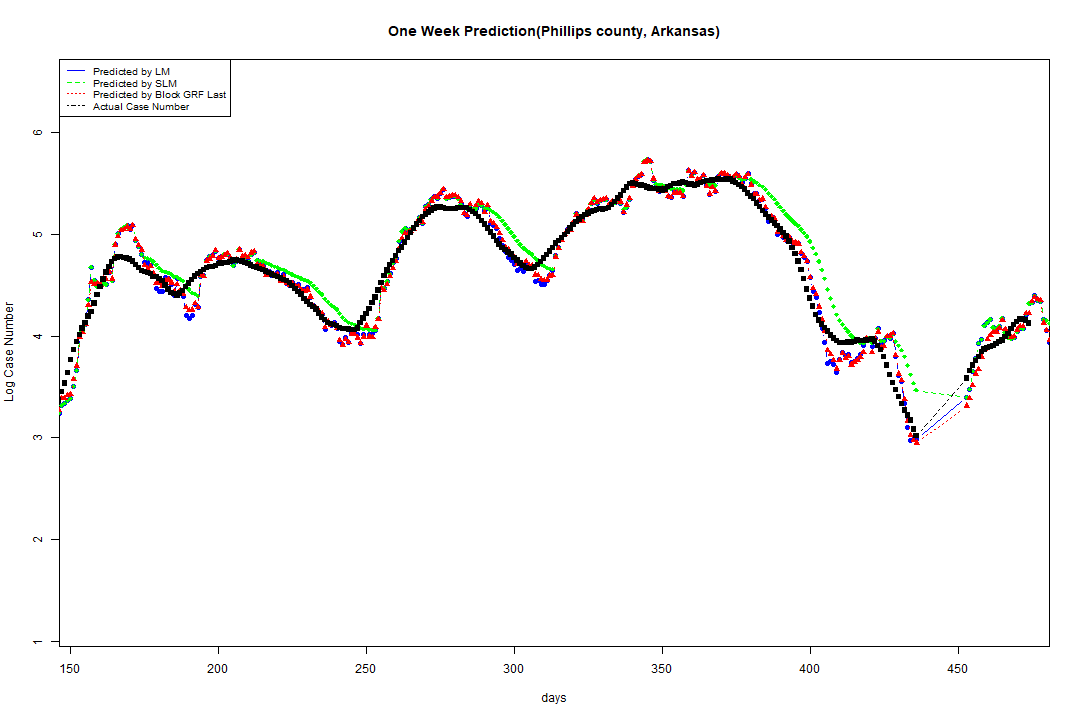 One Week Prediction(Phillips county, Arkansas)
Predicted by LM
Predicted by SLM
Predicted by Block GRF Last
Actual Case Number
Log Case Number
6
5
4
3
2
1
150 200 250 300 350 400 450
days